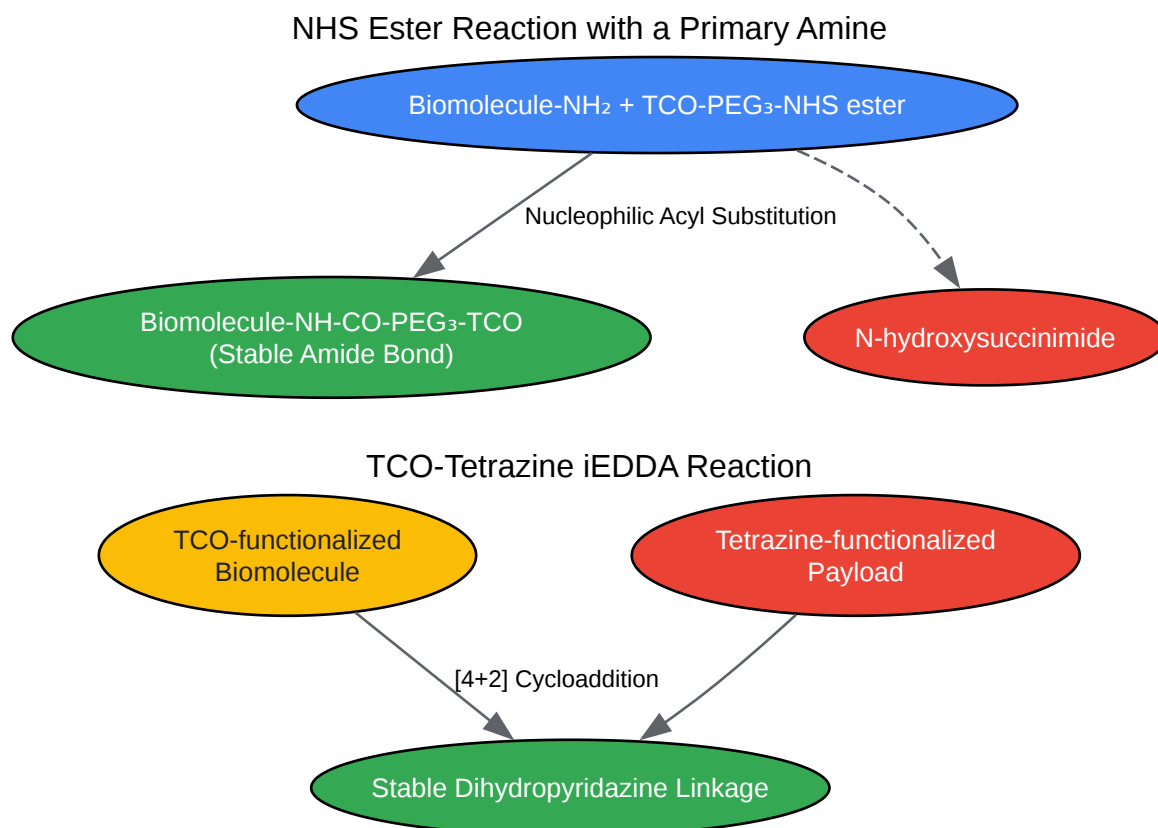 NHS Ester Reaction with a Primary Amine
Biomolecule-NH₂ + TCO-PEG₃-NHS ester
Nucleophilic Acyl Substitution
Biomolecule-NH-CO-PEG₃-TCO
(Stable Amide Bond)
N-hydroxysuccinimide
TCO-Tetrazine iEDDA Reaction
TCO-functionalized
Biomolecule
Tetrazine-functionalized
Payload
[4+2] Cycloaddition
Stable Dihydropyridazine Linkage